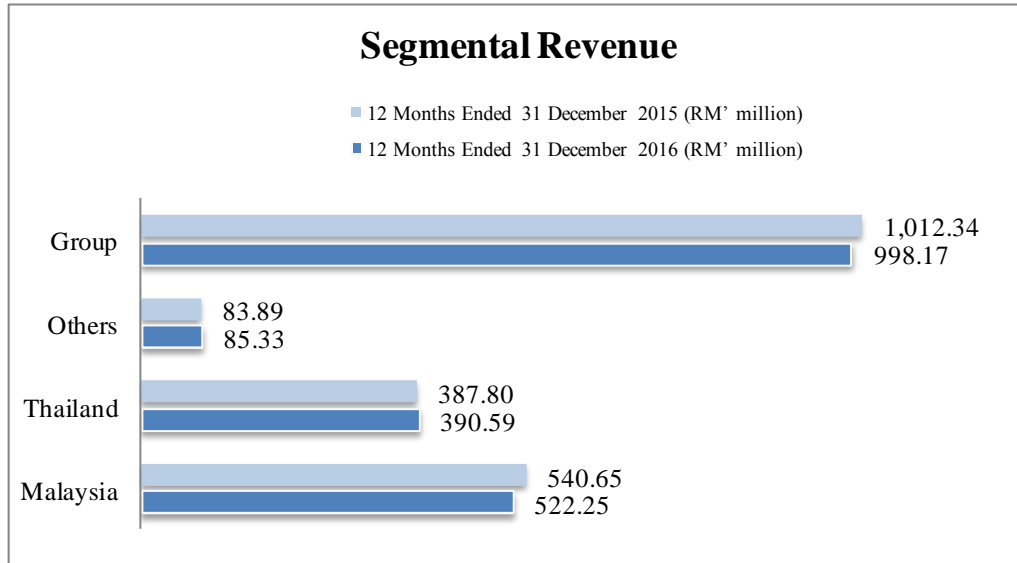 Segmental Revenue
12 Months Ended 31 December 2015 (RM' million)
12 Months Ended 31 December 2016 (RM' million)
Group
1,012.34
998.17
Others
83.89
85.33
Thailand
387.80
390.59
Malaysia
540.65
522.25